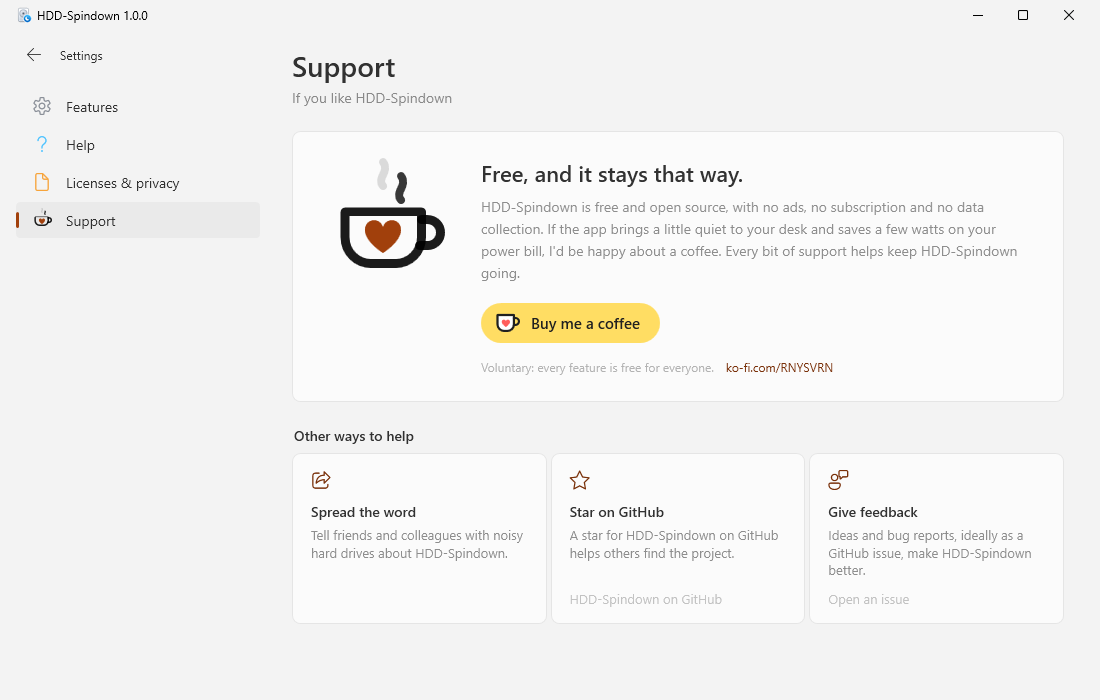 HDD-Spindown 1.0.0
Settings
Features
Help
Licenses & privacy
Support
Support
If you like HDD-Spindown
Free, and it stays that way.
HDD-Spindown is free and open source, with no ads, no subscription and no data
collection. If the app brings a little quiet to your desk and saves a few watts on your
power bill, I'd be happy about a coffee. Every bit of support helps keep HDD-Spindown
going.
Buy me a coffee
Voluntary: every feature is free for everyone. ko-fi.com/RNYSVRN
Other ways to help
Spread the word
Tell friends and colleagues with noisy
hard drives about HDD-Spindown.
Star on GitHub
A star for HDD-Spindown on GitHub
helps others find the project.
HDD-Spindown on GitHub
Give feedback
Ideas and bug reports, ideally as a
GitHub issue, make HDD-Spindown
better.
Open an issue